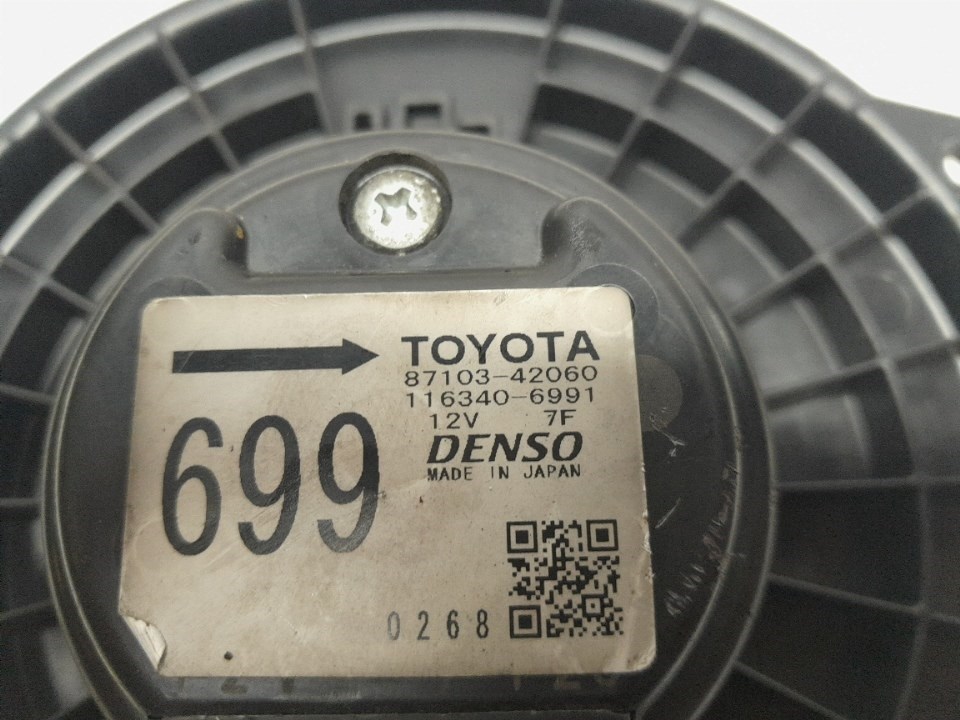 TOYOTA
87103-42060
116340-6991
12V 7F
DENSO
MADE IN JAPAN
699
0268